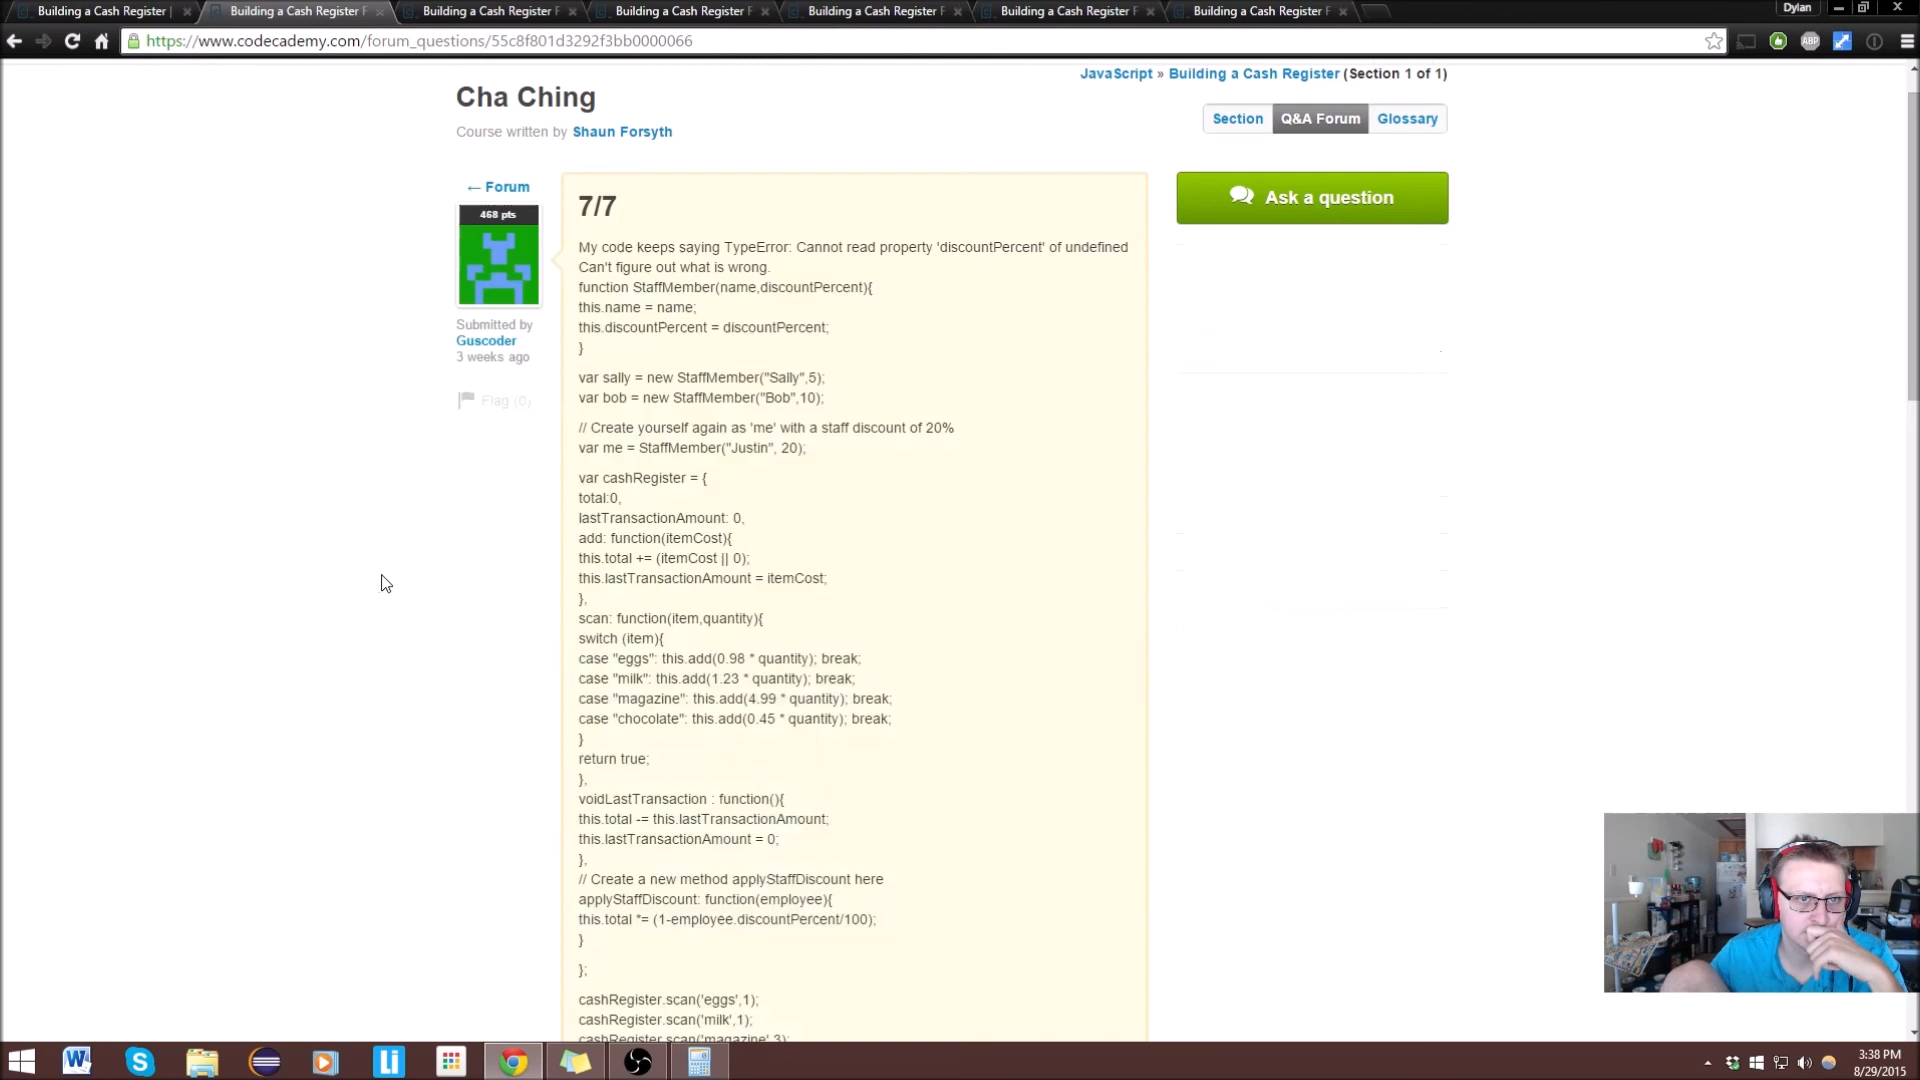 Building a Cash Register |
Building a Cash Register F
Building a Cash Register F
Building a Cash Register F
Building a Cash Register F
Building a Cash Register F
Building a Cash Register F
Dylan
https://www.codecademy.com/forum_questions/55c8f801d3292f3bb0000066
ABP
JavaScript » Building a Cash Register (Section 1 of 1)
Cha Ching
Course written by Shaun Forsyth
Section
Q&A Forum
Glossary
← Forum
468 pts
Submitted by
Guscoder
3 weeks ago
Flag (0)
Ask a question
7/7
My code keeps saying TypeError: Cannot read property 'discountPercent' of undefined
Can't figure out what is wrong.
function StaffMember(name,discountPercent){
this.name = name;
this.discountPercent = discountPercent;
}
var sally = new StaffMember("Sally",5);
var bob = new StaffMember("Bob",10);
// Create yourself again as 'me' with a staff discount of 20%
var me = StaffMember("Justin", 20);
var cashRegister = {
total:0,
lastTransactionAmount: 0,
add: function(itemCost){
this.total += (itemCost || 0);
this.lastTransactionAmount = itemCost;
},
scan: function(item,quantity){
switch (item){
case "eggs": this.add(0.98 * quantity); break;
case "milk": this.add(1.23 * quantity); break;
case "magazine": this.add(4.99 * quantity); break;
case "chocolate": this.add(0.45 * quantity); break;
}
return true;
},
voidLastTransaction : function(){
this.total -= this.lastTransactionAmount;
this.lastTransactionAmount = 0;
},
// Create a new method applyStaffDiscount here
applyStaffDiscount: function(employee){
this.total *= (1-employee.discountPercent/100);
}
};
cashRegister.scan('eggs',1);
cashRegister.scan('milk',1);
cashRegister.scan('magazine',3);
3:38 PM
8/29/2015